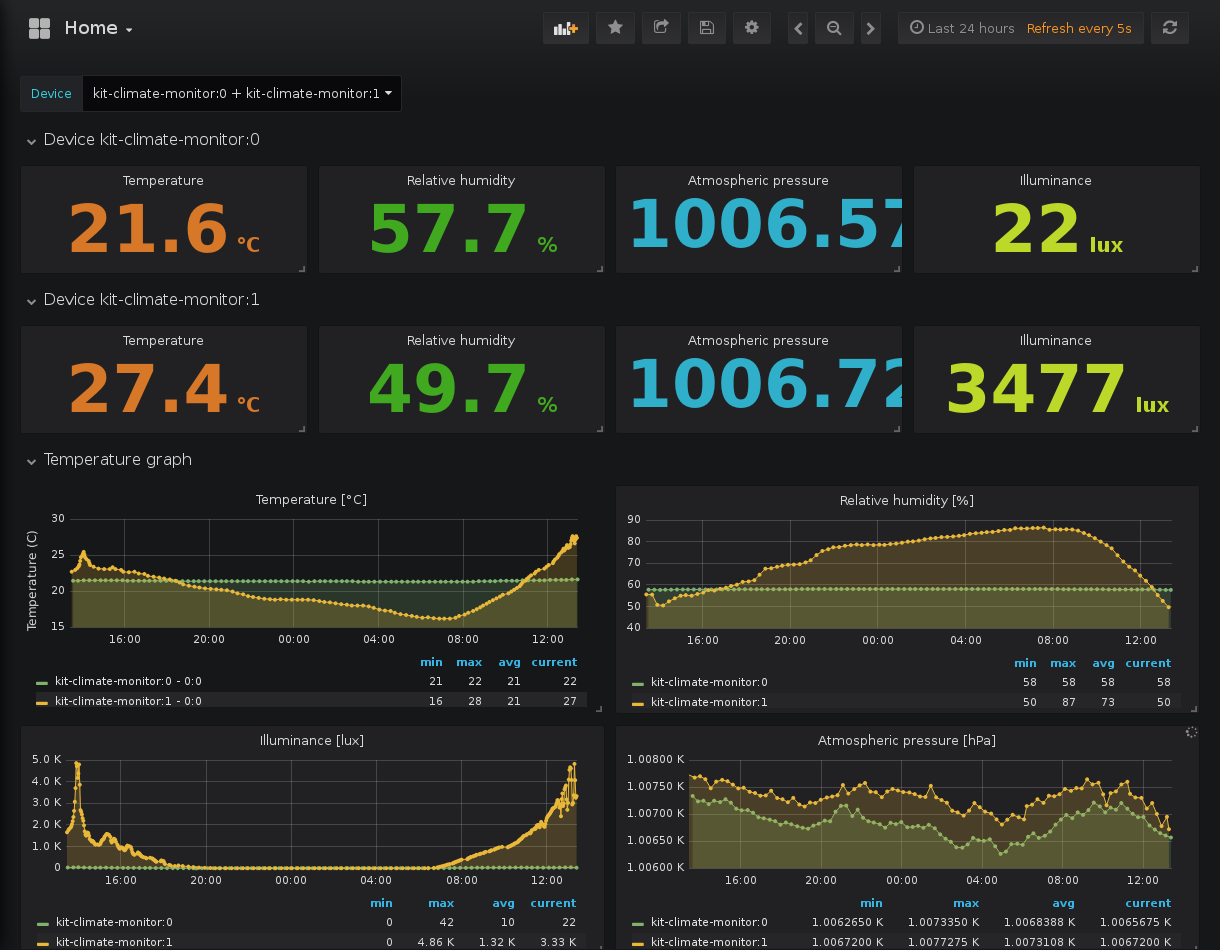 Home
Last 24 hours Refresh every 5s
Device kit-climate-monitor:0 + kit-climate-monitor:1
Device kit-climate-monitor:0
Temperature Relative humidity Atmospheric pressure Illuminance
21.6 °C 57.7 % 1006.57 22 lux
Device kit-climate-monitor:1
Temperature Relative humidity Atmospheric pressure Illuminance
27.4 °C 49.7 % 1006.72 3477 lux
Temperature graph
Temperature [°C]
Temperature (C)
30
25
20
15
16:00 20:00 00:00 04:00 08:00 12:00
min max avg current
kit-climate-monitor:0 - 0:0 21 22 21 22
kit-climate-monitor:1 - 0:0 16 28 21 27
Relative humidity [%]
90
80
70
60
50
40
16:00 20:00 00:00 04:00 08:00 12:00
min max avg current
kit-climate-monitor:0 58 58 58 58
kit-climate-monitor:1 50 87 73 50
Illuminance [lux]
5.0 K
4.0 K
3.0 K
2.0 K
1.0 K
0
16:00 20:00 00:00 04:00 08:00 12:00
min max avg current
kit-climate-monitor:0 0 42 10 22
kit-climate-monitor:1 0 4.86 K 1.32 K 3.33 K
Atmospheric pressure [hPa]
1.00800 K
1.00750 K
1.00700 K
1.00650 K
1.00600 K
16:00 20:00 00:00 04:00 08:00 12:00
min max avg current
kit-climate-monitor:0 1.0062650 K 1.0073350 K 1.0068388 K 1.0065675 K
kit-climate-monitor:1 1.0067200 K 1.0077275 K 1.0073108 K 1.0067200 K